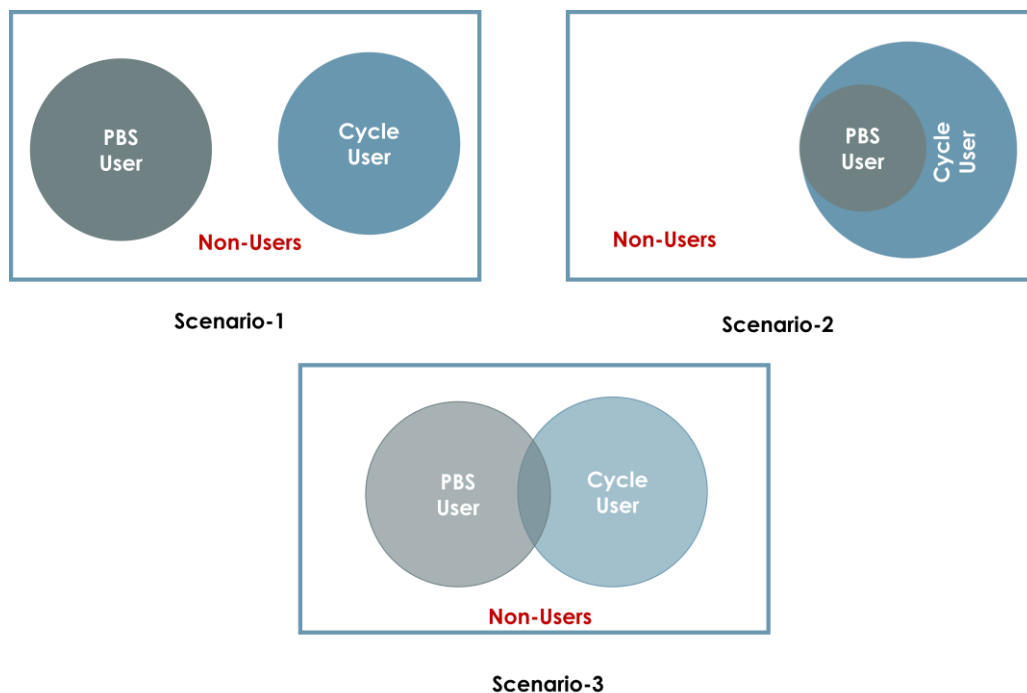 PBS
User
Cycle
User
Non-Users
Scenario-1
PBS
User
Cycle
User
Non-Users
Scenario-2
PBS
User
Cycle
User
Non-Users
Scenario-3